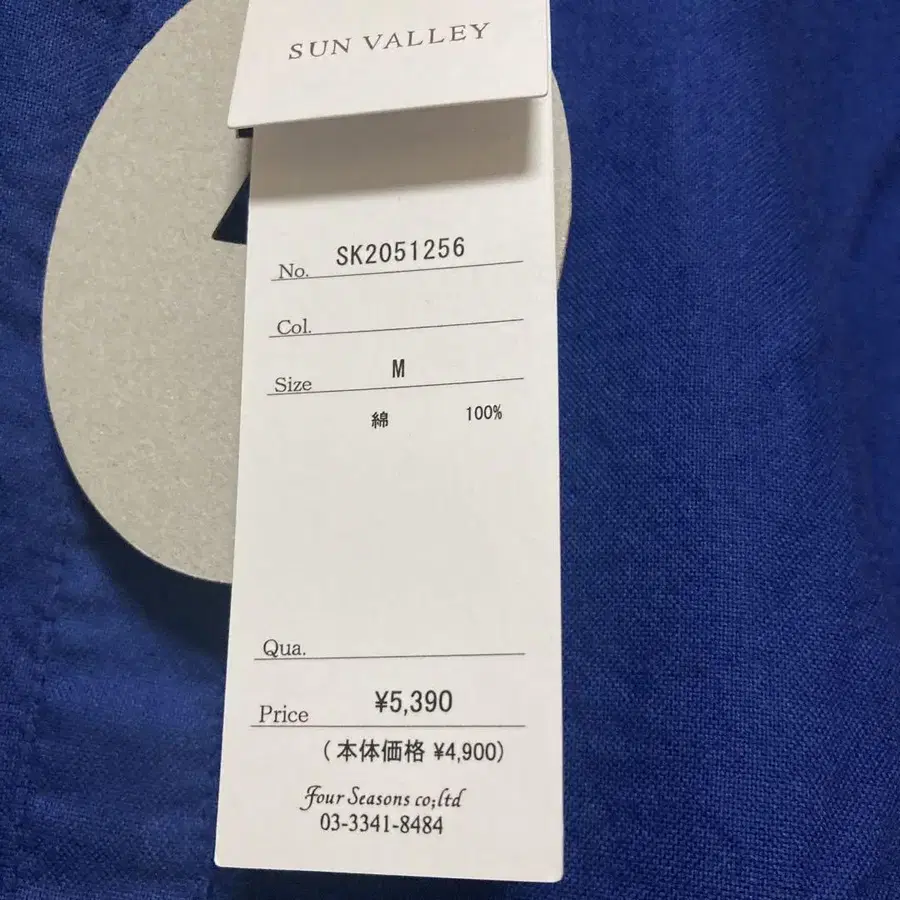 SUN VALLEY
No. SK2051256
Col.
Size M
綿 100%
Qua.
Price ¥5,390
(本体価格 ¥4,900)
Four Seasons co;ltd
03-3341-8484